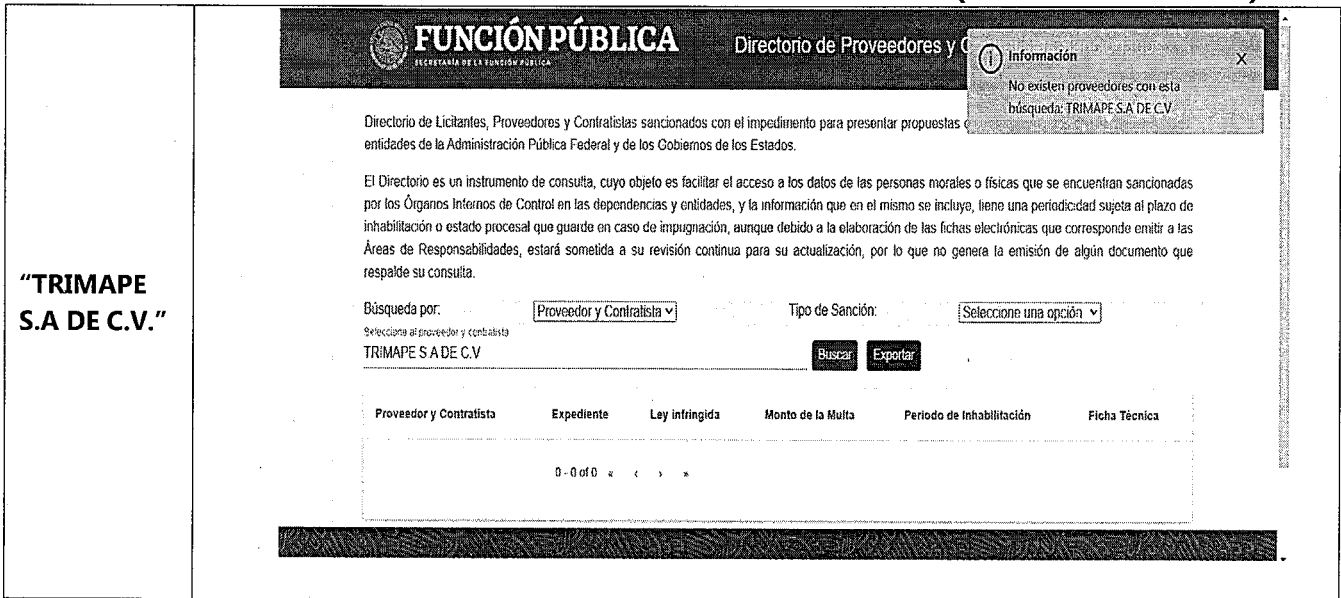 FUNCIÓN PÚBLICA
SECRETARÍA DE LA FUNCIÓN PÚBLICA
Directorio de Proveedores y C
Información
X
No existen proveedores con esta
búsqueda: TRIMAPE S.A DE C.V
Directorio de Licitantes, Proveedores y Contratistas sancionados con el impedimento para presentar propuestas
entidades de la Administración Pública Federal y de los Gobiernos de los Estados.
El Directorio es un instrumento de consulta, cuyo objeto es facilitar el acceso a los datos de las personas morales o físicas que se encuentran sancionadas
por los Órganos Internos de Control en las dependencias y entidades, y la información que en el mismo se incluye, tiene una periodicidad sujeta al plazo de
inhabilitación o estado procesal que guarde en caso de impugnación, aunque debido a la elaboración de las fichas electrónicas que corresponde emitir a las
Áreas de Responsabilidades, estará sometida a su revisión continua para su actualización, por lo que no genera la emisión de algún documento que
respalde su consulta.
"TRIMAPE
S.A DE C.V."
Búsqueda por: Proveedor y Contratista Tipo de Sanción: Seleccione una opción
Seleccione al proveedor y contratista
TRIMAPE S A DE C.V Buscar Exportar
Proveedor y Contratista Expediente Ley infringida Monto de la Multa Periodo de Inhabilitación Ficha Técnica
0 - 0 of 0 « ‹ › »